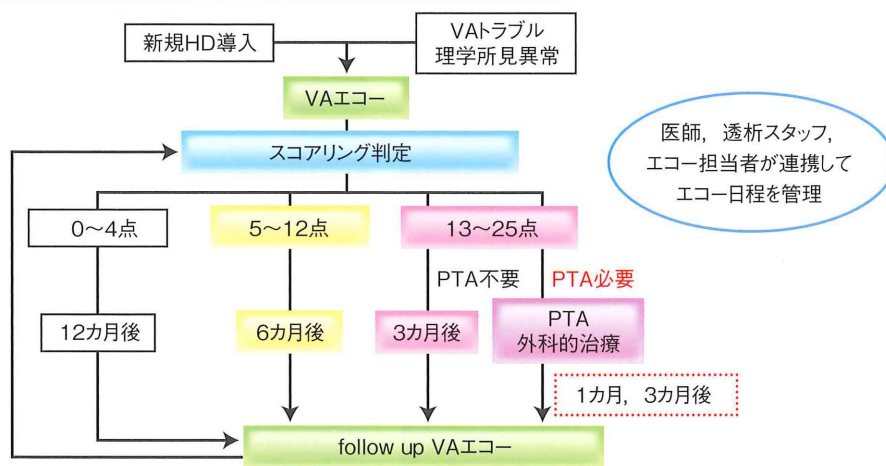 新規HD導入
VAトラブル
理学所見異常
VAエコー
スコアリング判定
医師，透析スタッフ，
エコー担当者が連携して
エコー日程を管理
0～4点
5～12点
13～25点
PTA不要
PTA必要
12カ月後
6カ月後
3カ月後
PTA
外科的治療
1カ月，3カ月後
follow up VAエコー